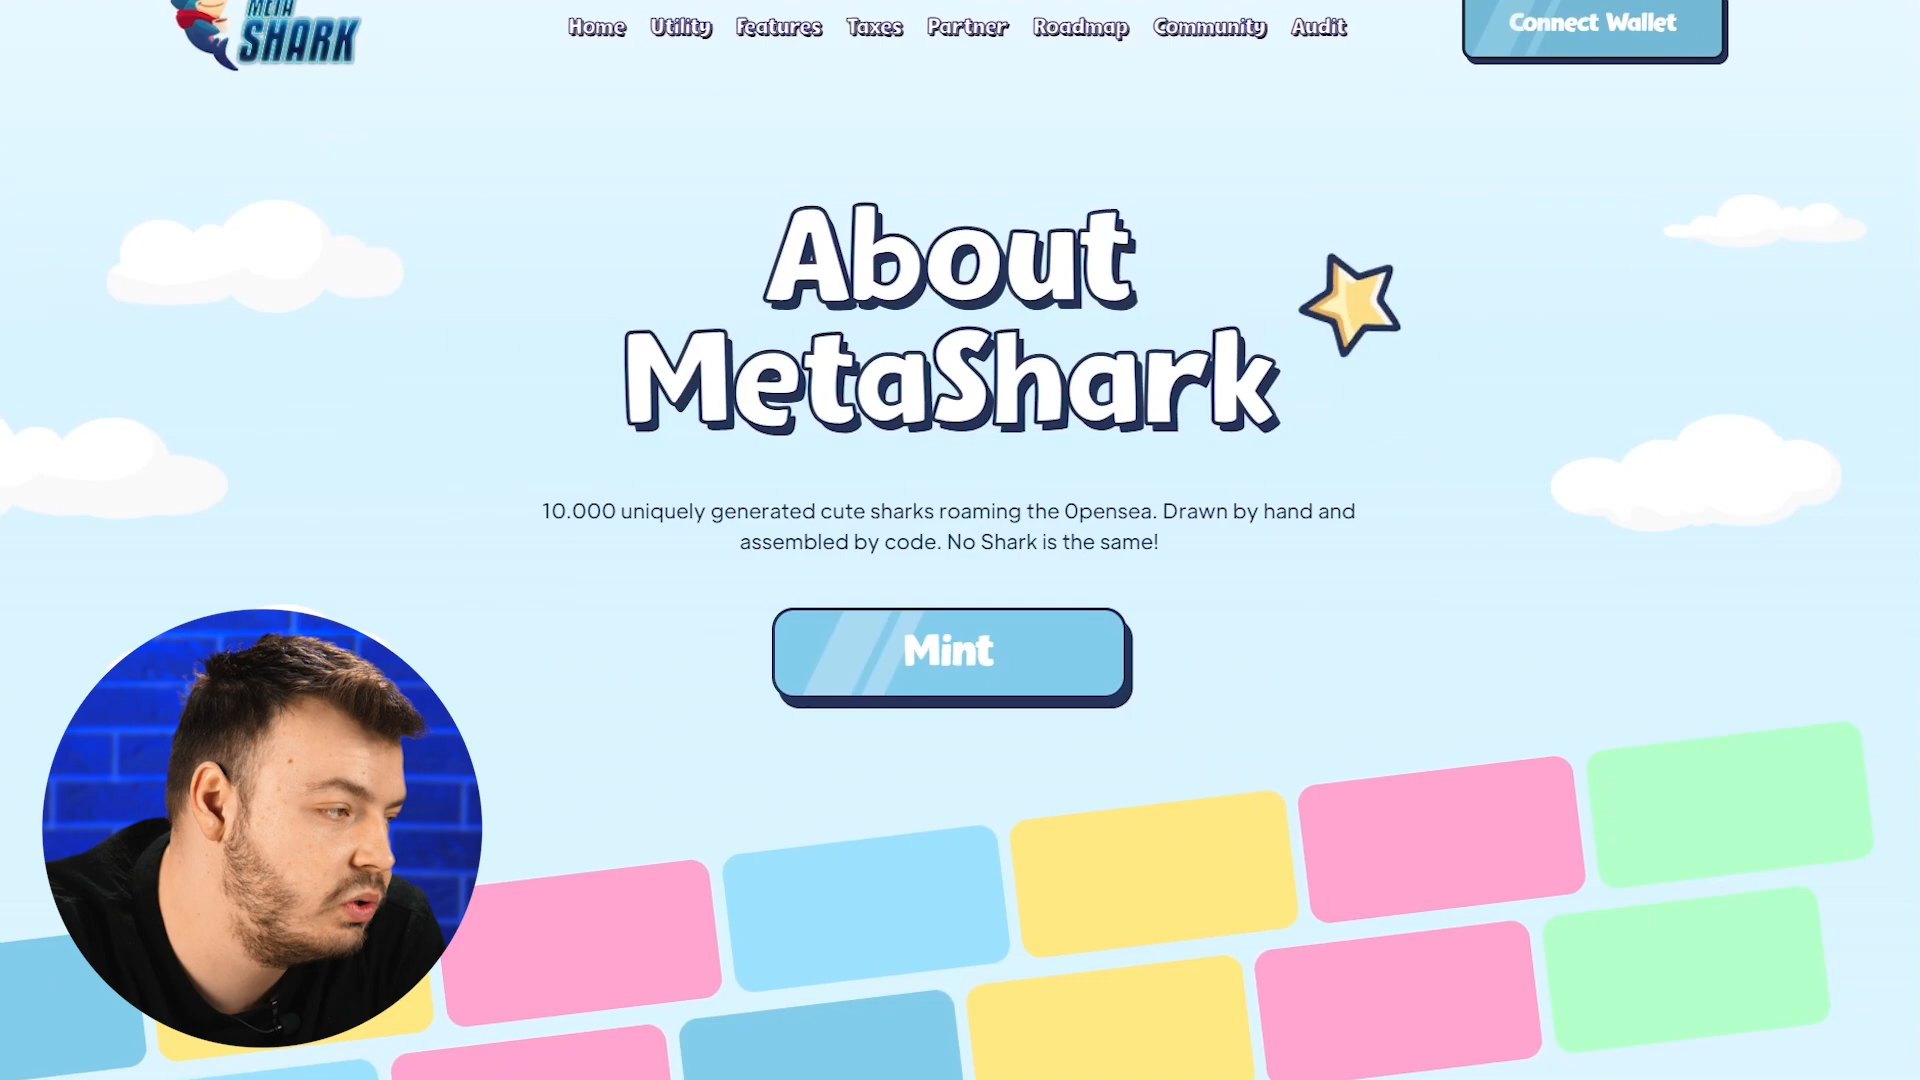 META
SHARK
Home Utility Features Taxes Partner Roadmap Community Audit
Connect Wallet
About
MetaShark
10.000 uniquely generated cute sharks roaming the Opensea. Drawn by hand and
assembled by code. No Shark is the same!
Mint